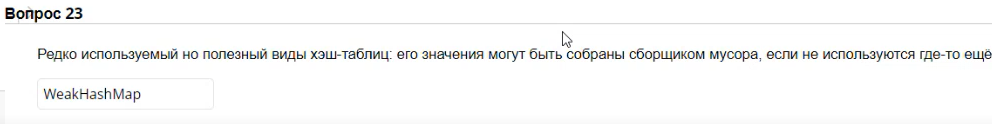 Вопрос 23
Редко используемый но полезный виды хэш-таблиц: его значения могут быть собраны сборщиком мусора, если не используются где-то ещё
WeakHashMap